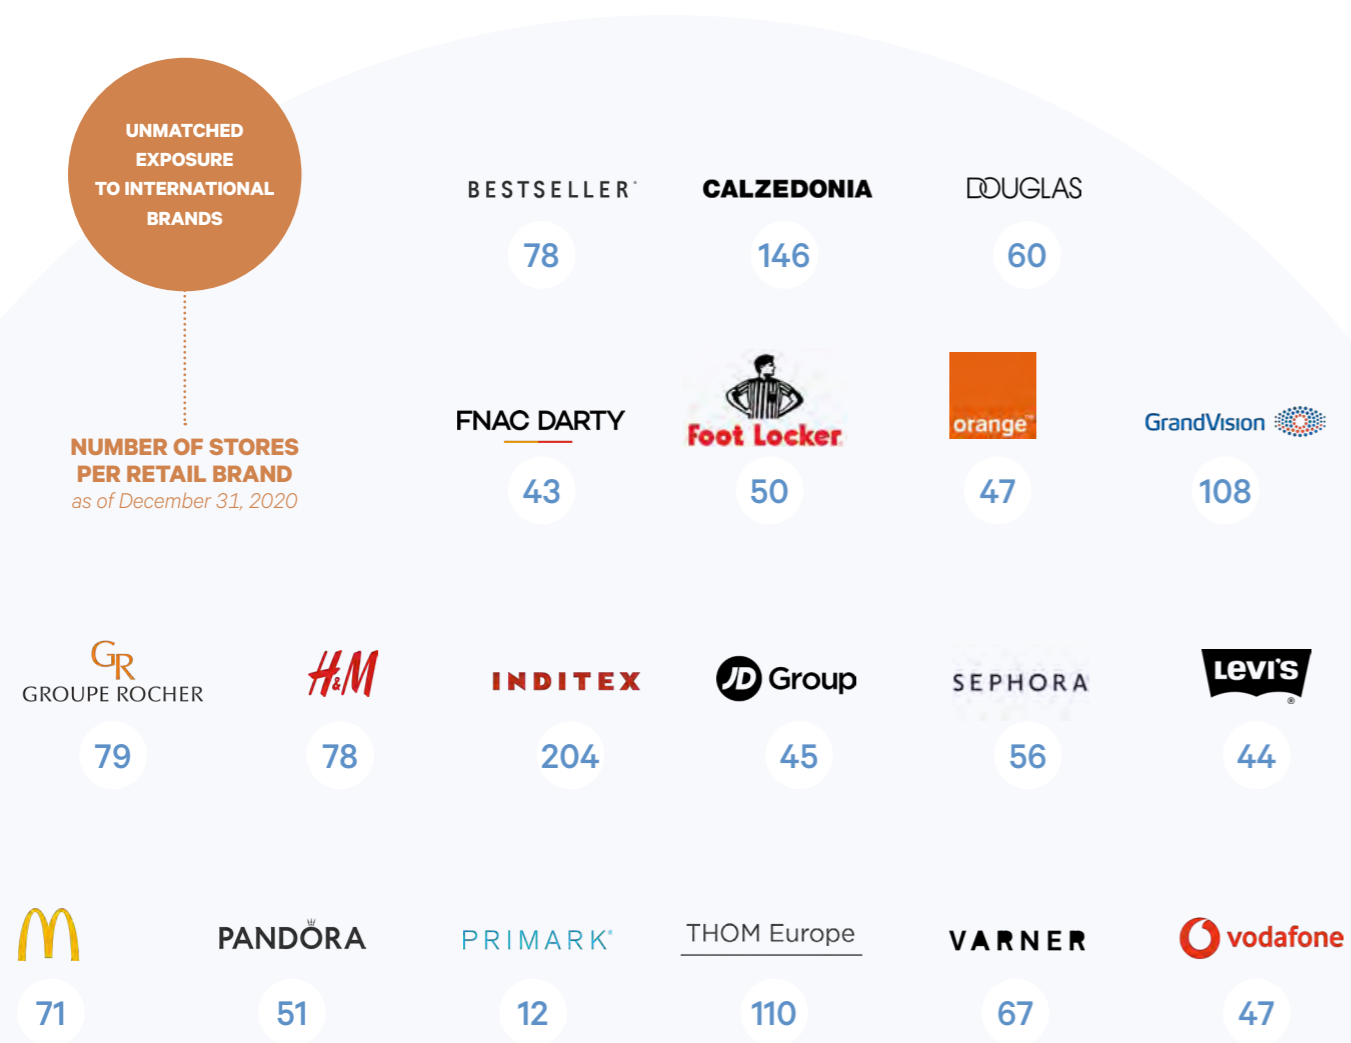 UNMATCHED
EXPOSURE
TO INTERNATIONAL
BRANDS
NUMBER OF STORES
PER RETAIL BRAND
as of December 31, 2020
BESTSELLER CALZEDONIA DOUGLAS
78 146 60
FNAC DARTY Foot Locker orange™ GrandVision
43 50 47 108
GR
GROUPE ROCHER H&M INDITEX JD Group SEPHORA LEVI'S®
79 78 204 45 56 44
M PANDÖRA PRIMARK® THOM Europe VARNER vodafone
71 51 12 110 67 47